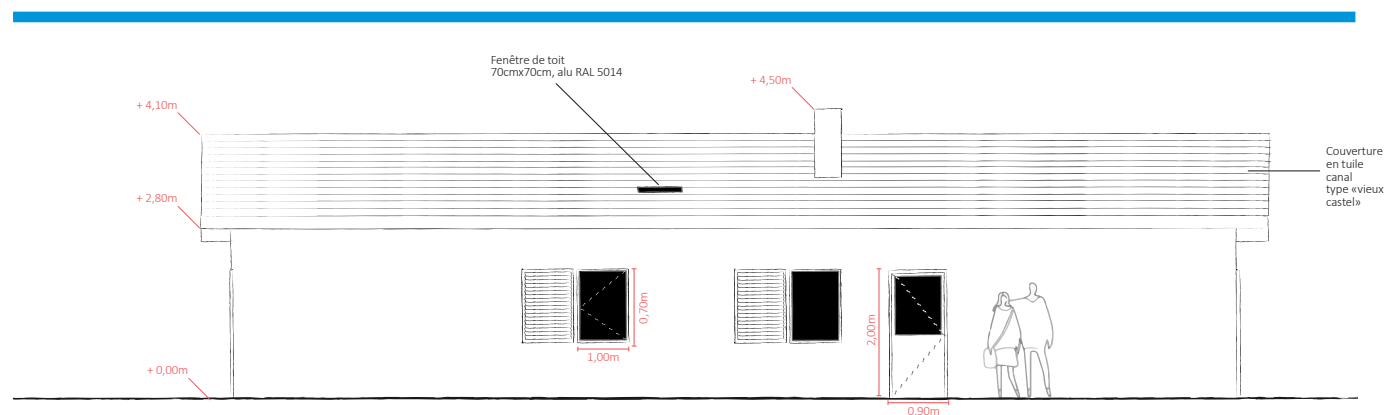 Fenêtre de toit
70cmx70cm, alu RAL 5014
+ 4,50m
+ 4,10m
Couverture
en tuile
canal
type «vieux
castel»
+ 2,80m
0,70m
2,00m
1,00m
+ 0,00m
0.90m